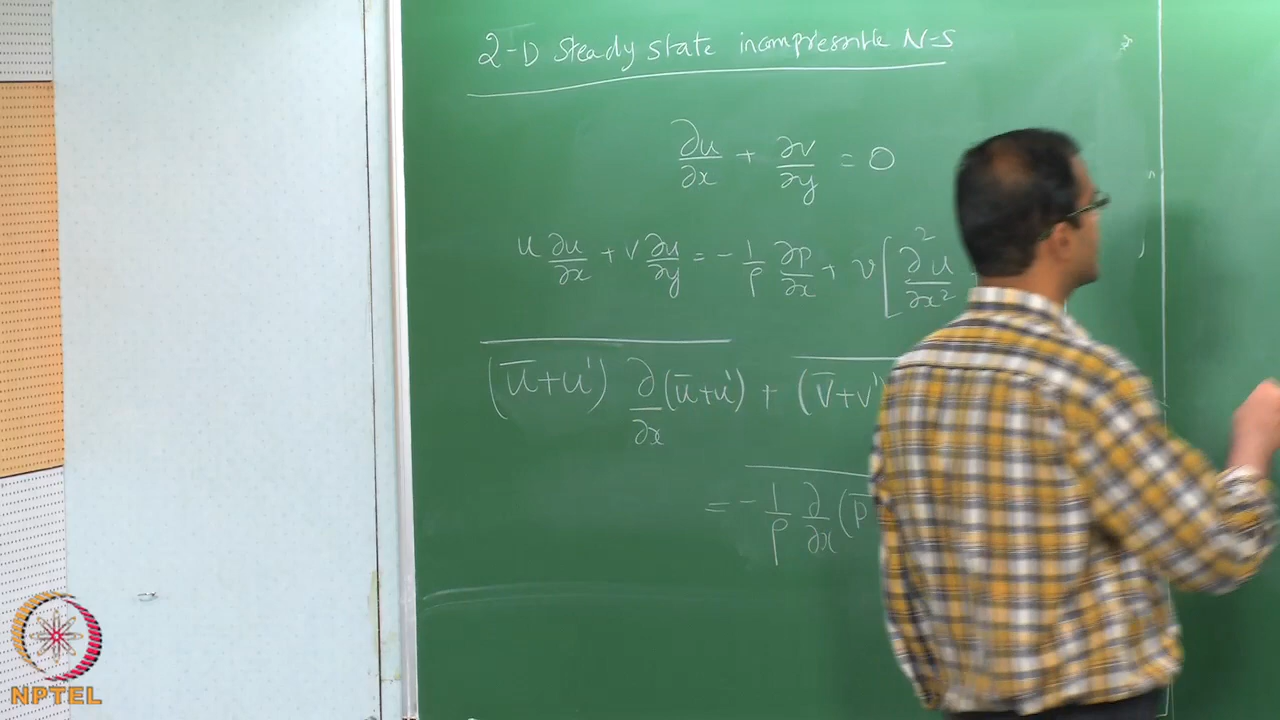 2-D steady state incompressible N-S
∂u/∂x + ∂v/∂y = 0
u ∂u/∂x + v ∂u/∂y = - 1/ρ ∂p/∂x + ν [ ∂²u/∂x²
(u̅+u') ∂/∂x (u̅+u') + (v̅+v'
= - 1/ρ ∂/∂x (p̅
NPTEL